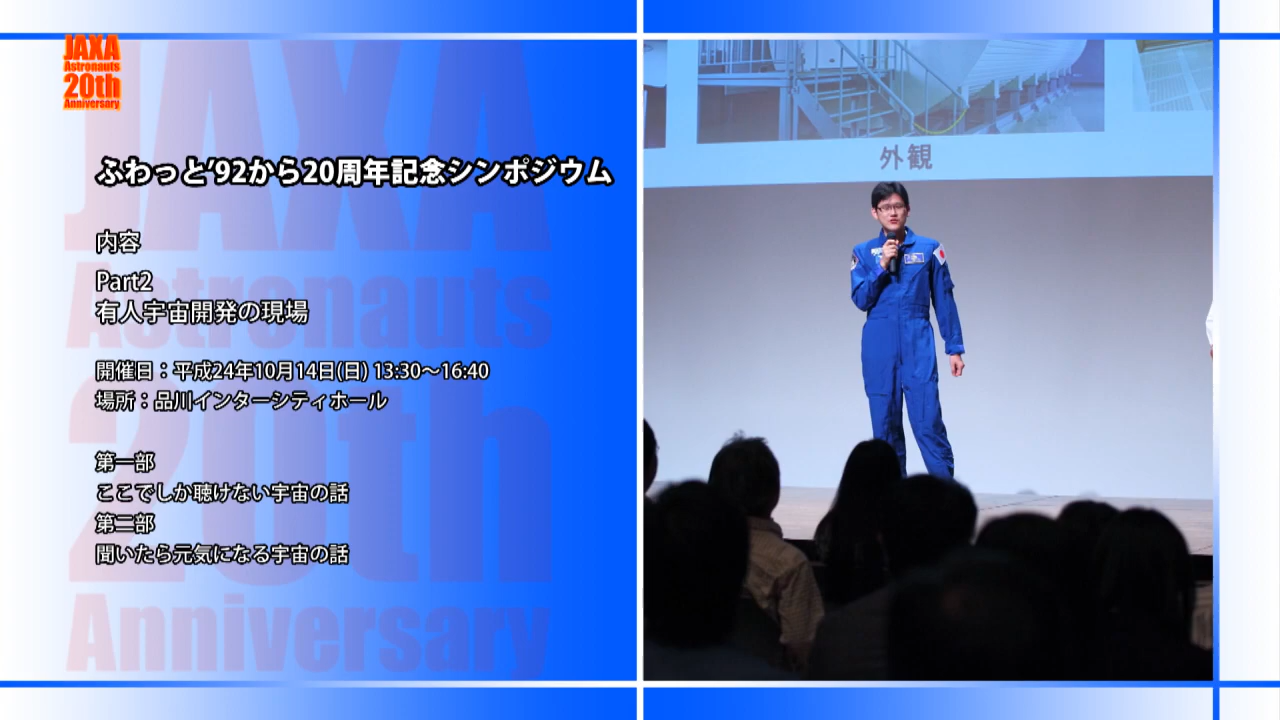 JAXA
Astronauts
20th
Anniversary
ふわっと’92から20周年記念シンポジウム
内容
Part2
有人宇宙開発の現場
開催日：平成24年10月14日(日) 13:30～16:40
場所：品川インターシティホール
第一部
ここでしか聴けない宇宙の話
第二部
聞いたら元気になる宇宙の話
JAXA
Astronauts
20th
Anniversary
外観